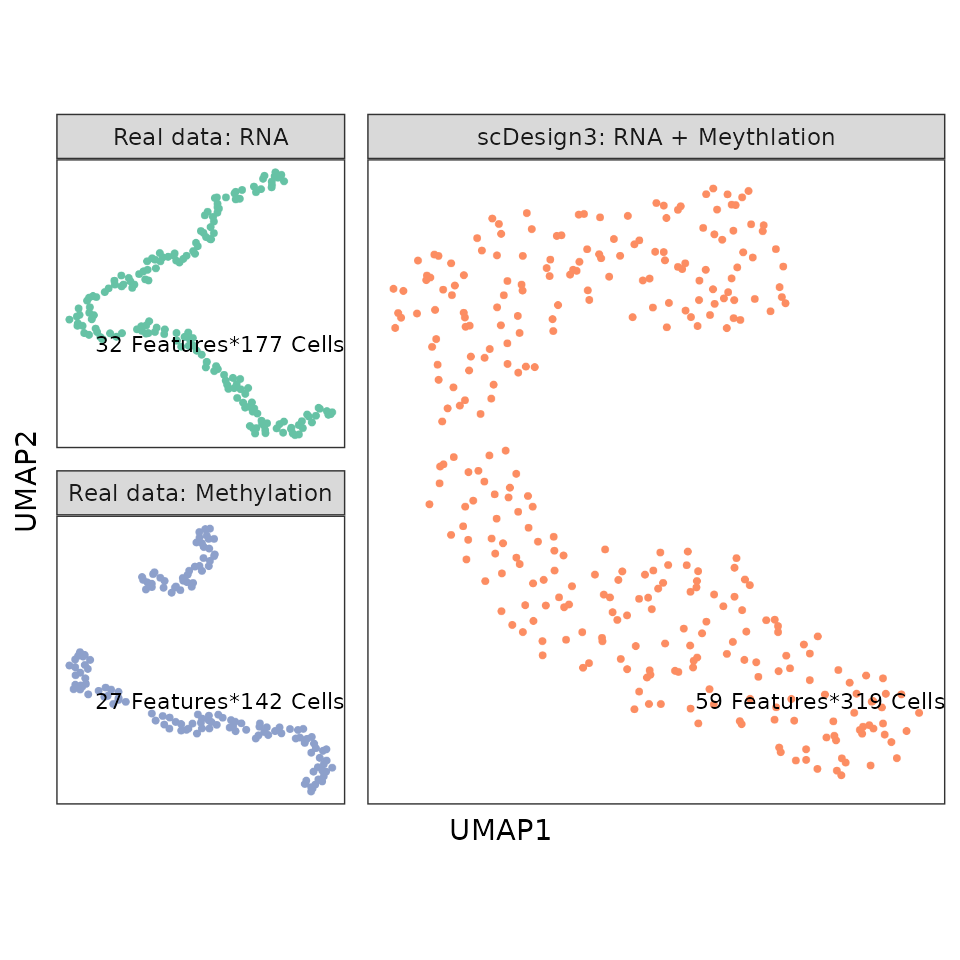 Real data: RNA
32 Features*177 Cells
Real data: Methylation
27 Features*142 Cells
scDesign3: RNA + Meythlation
59 Features*319 Cells
UMAP1
UMAP2